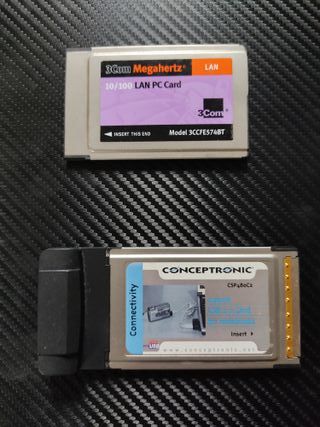 3Com Megahertz®
LAN
10/100 LAN PC Card
3Com®
◀ INSERT THIS END
Model 3CCFE574BT
CONCEPTRONIC®
CSP480C2
Connectivity
Insert ▶
USB
www.conceptronic.net